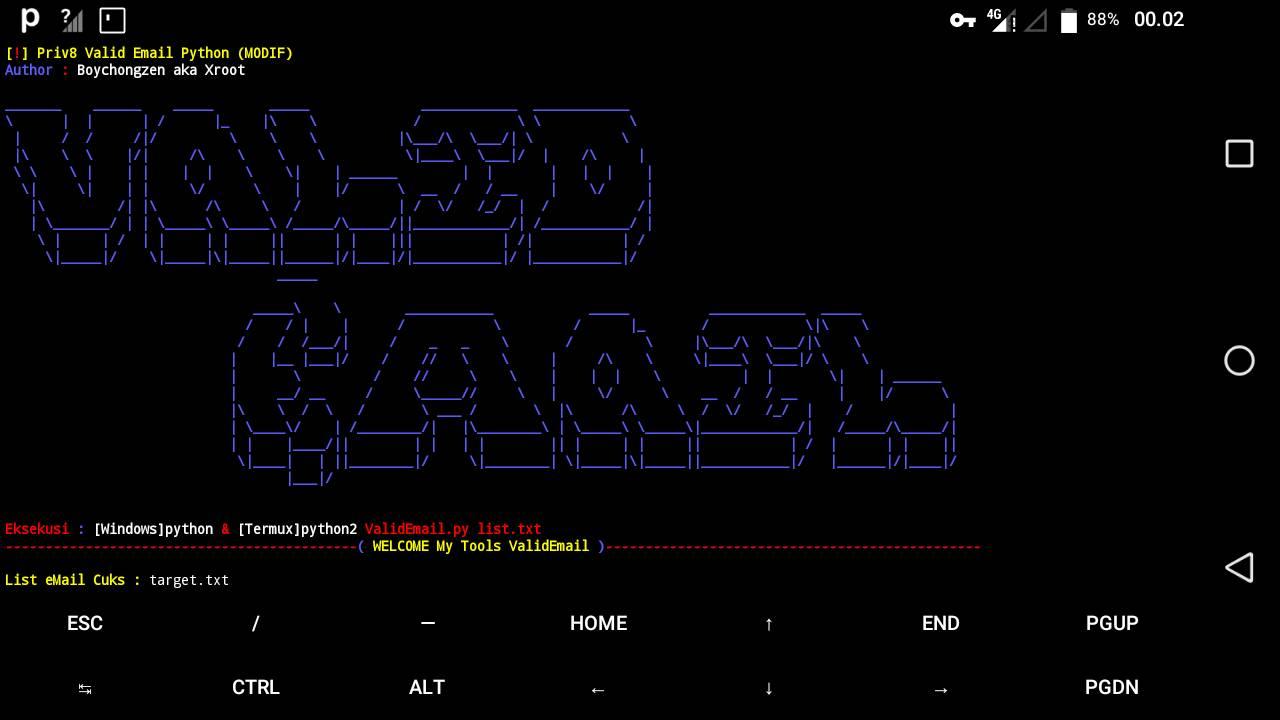 p ? 4G ! 88% 00.02
[!] Priv8 Valid Email Python (MODIF)
Author : Boychongzen aka Xroot
VALID
EMAIL
Eksekusi : [Windows]python & [Termux]python2 ValidEmail.py list.txt
--------------------------------------------( WELCOME My Tools ValidEmail )-----------------------------------------------
List eMail Cuks : target.txt
ESC / — HOME ↑ END PGUP
↹ CTRL ALT ← ↓ → PGDN